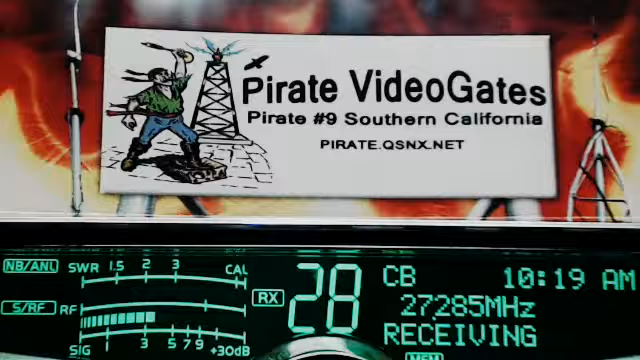 Pirate VideoGates
Pirate #9 Southern California
PIRATE.QSNX.NET
NB/ANL
SWR 1.5 2 3 CAL
S/RF
RF
SIG 3 5 7 9 +30dB
RX
28
CB 10:19 AM
27285MHz
RECEIVING
MEM